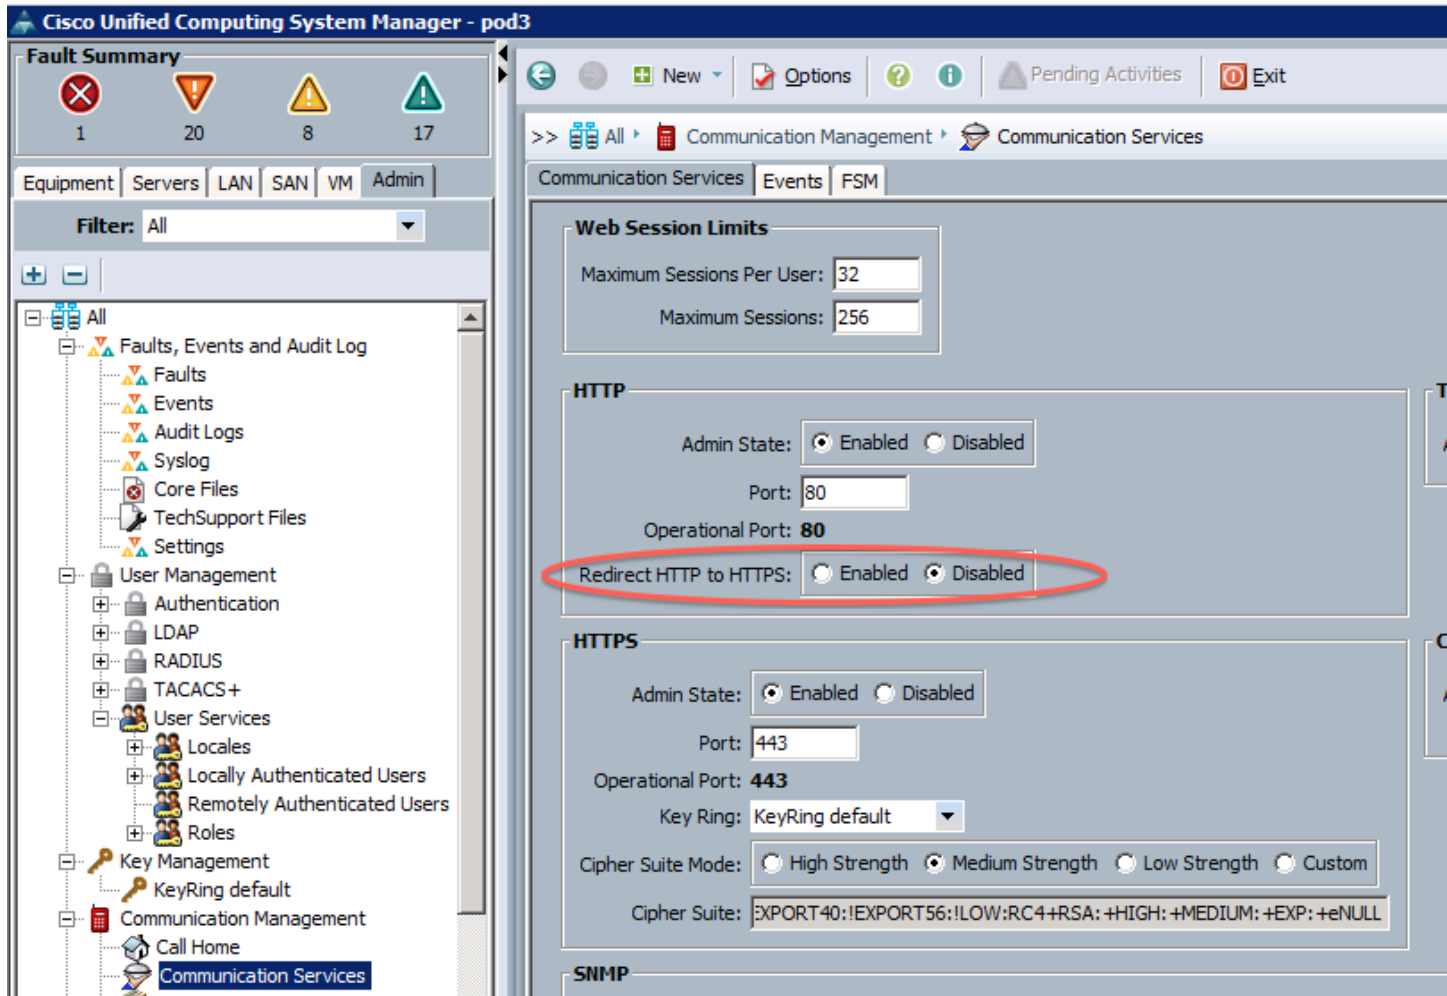 Cisco Unified Computing System Manager - pod3
Fault Summary
1 20 8 17
Equipment Servers LAN SAN VM Admin
Filter: All
All
Faults, Events and Audit Log
Faults
Events
Audit Logs
Syslog
Core Files
TechSupport Files
Settings
User Management
Authentication
LDAP
RADIUS
TACACS+
User Services
Locales
Locally Authenticated Users
Remotely Authenticated Users
Roles
Key Management
KeyRing default
Communication Management
Call Home
Communication Services
New Options Pending Activities Exit
>> All Communication Management Communication Services
Communication Services Events FSM
Web Session Limits
Maximum Sessions Per User: 32
Maximum Sessions: 256
HTTP
Admin State: Enabled Disabled
Port: 80
Operational Port: 80
Redirect HTTP to HTTPS: Enabled Disabled
HTTPS
Admin State: Enabled Disabled
Port: 443
Operational Port: 443
Key Ring: KeyRing default
Cipher Suite Mode: High Strength Medium Strength Low Strength Custom
Cipher Suite: EXPORT40:!EXPORT56:!LOW:RC4+RSA:+HIGH:+MEDIUM:+EXP:+eNULL
SNMP